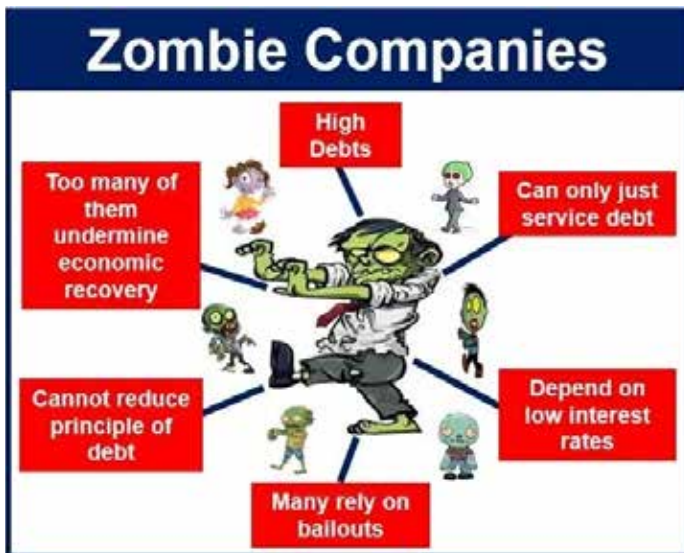 Zombie Companies
High
Debts
Too many of
them
undermine
economic
recovery
Can only just
service debt
Cannot reduce
principle of
debt
Depend on
low interest
rates
Many rely on
bailouts